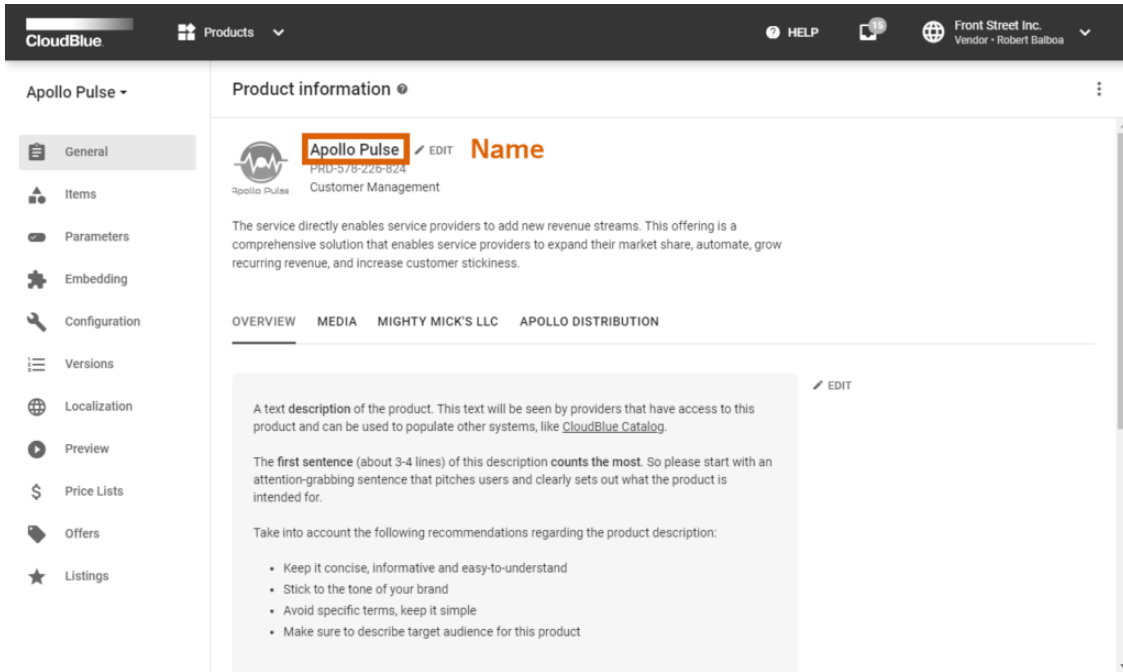 CloudBlue.
Products
HELP
15
Front Street Inc.
Vendor • Robert Balboa
Apollo Pulse
Product information
General
Items
Parameters
Embedding
Configuration
Versions
Localization
Preview
Price Lists
Offers
Listings
Apollo Pulse
Apollo Pulse
EDIT
Name
PRD-578-226-824
Customer Management
The service directly enables service providers to add new revenue streams. This offering is a
comprehensive solution that enables service providers to expand their market share, automate, grow
recurring revenue, and increase customer stickiness.
OVERVIEW MEDIA MIGHTY MICK'S LLC APOLLO DISTRIBUTION
EDIT
A text description of the product. This text will be seen by providers that have access to this
product and can be used to populate other systems, like CloudBlue Catalog.
The first sentence (about 3-4 lines) of this description counts the most. So please start with an
attention-grabbing sentence that pitches users and clearly sets out what the product is
intended for.
Take into account the following recommendations regarding the product description:
• Keep it concise, informative and easy-to-understand
• Stick to the tone of your brand
• Avoid specific terms, keep it simple
• Make sure to describe target audience for this product